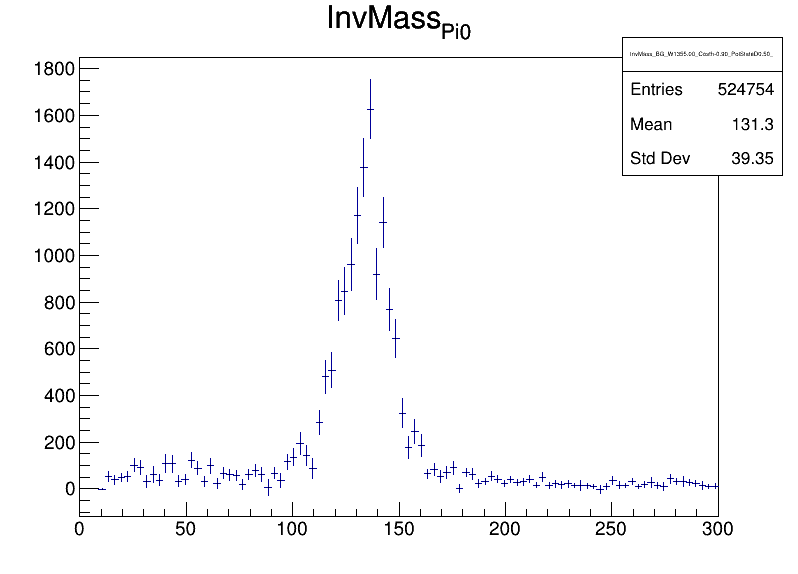 InvMass_Pi0
InvMass_BG_W1355.00_Costh-0.90_PolStateD0.50_
Entries 524754
Mean 131.3
Std Dev 39.35
1800
1600
1400
1200
1000
800
600
400
200
0
0 50 100 150 200 250 300